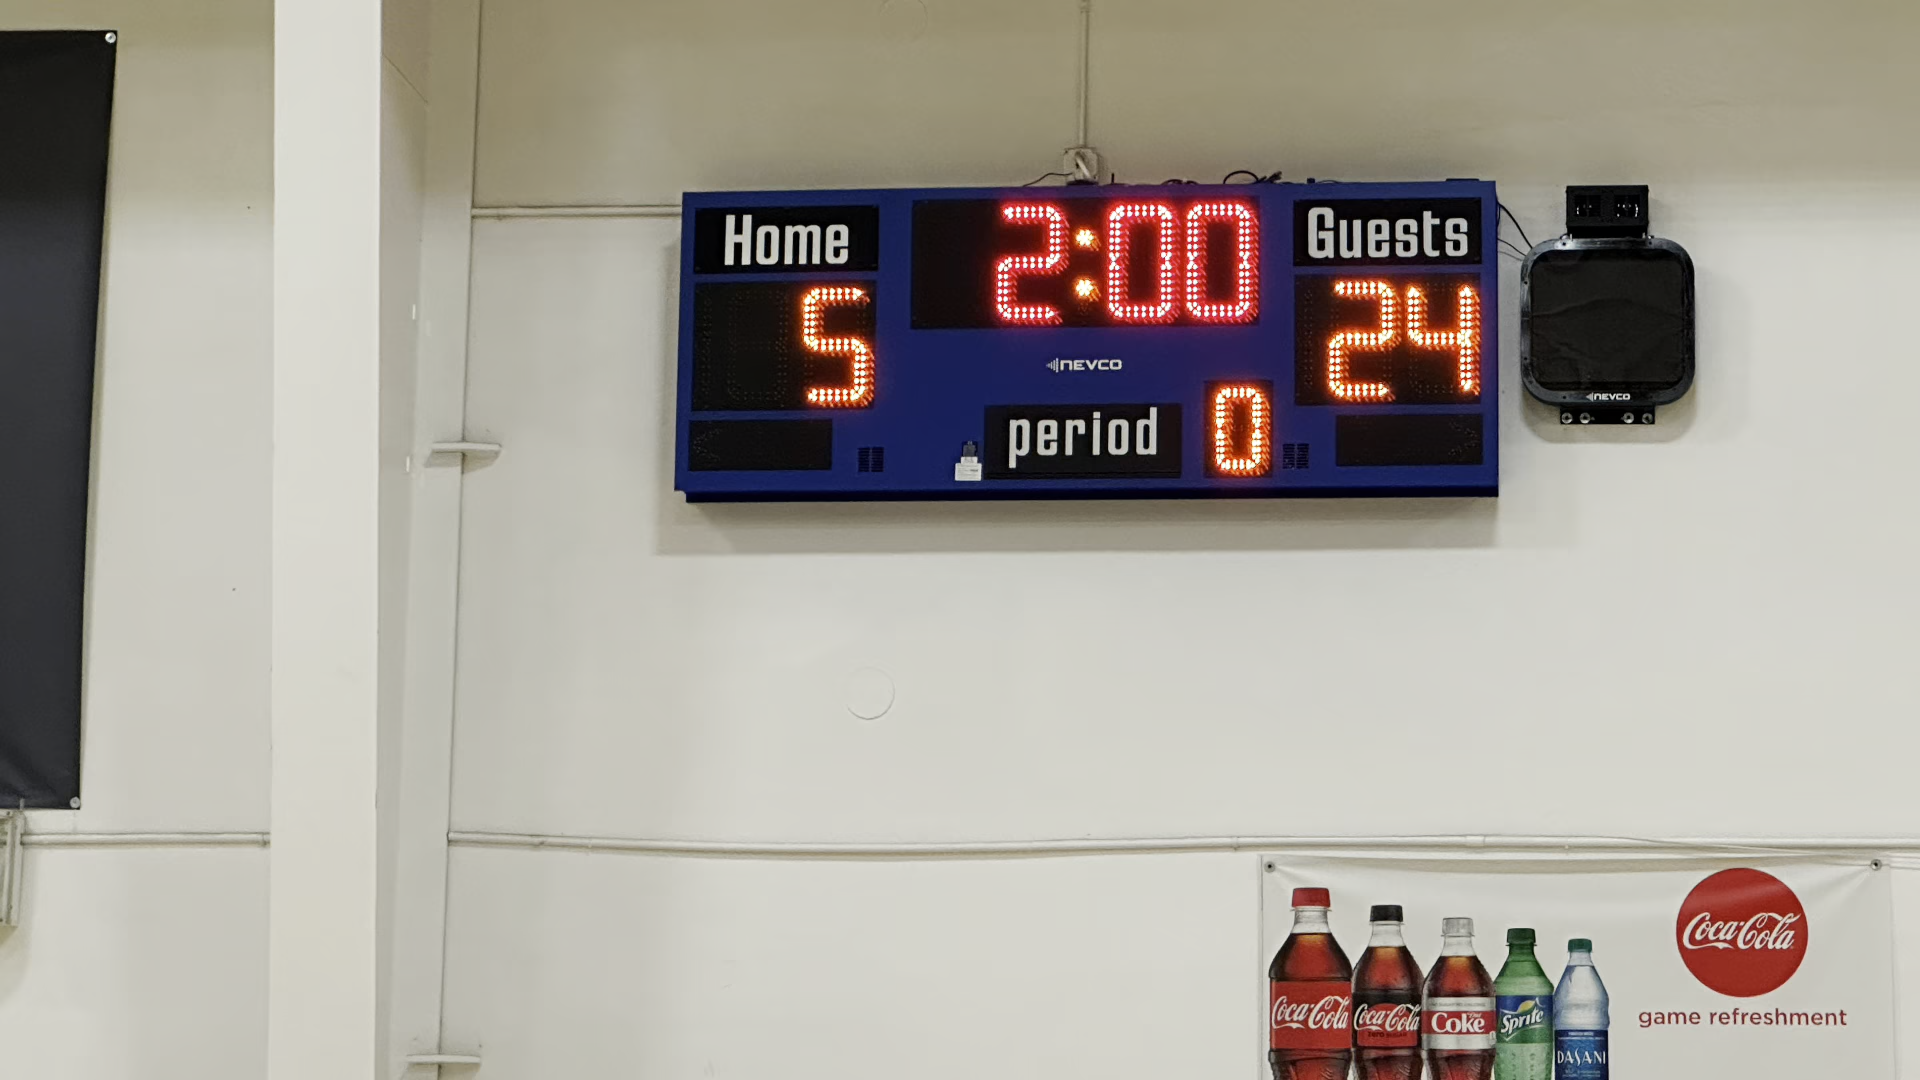 Home
2:00
Guests
5
24
NEVCO
NEVCO
period
0
Coca-Cola
Coca-Cola
Coca-Cola
Coke
Sprite
DASANI
game refreshment